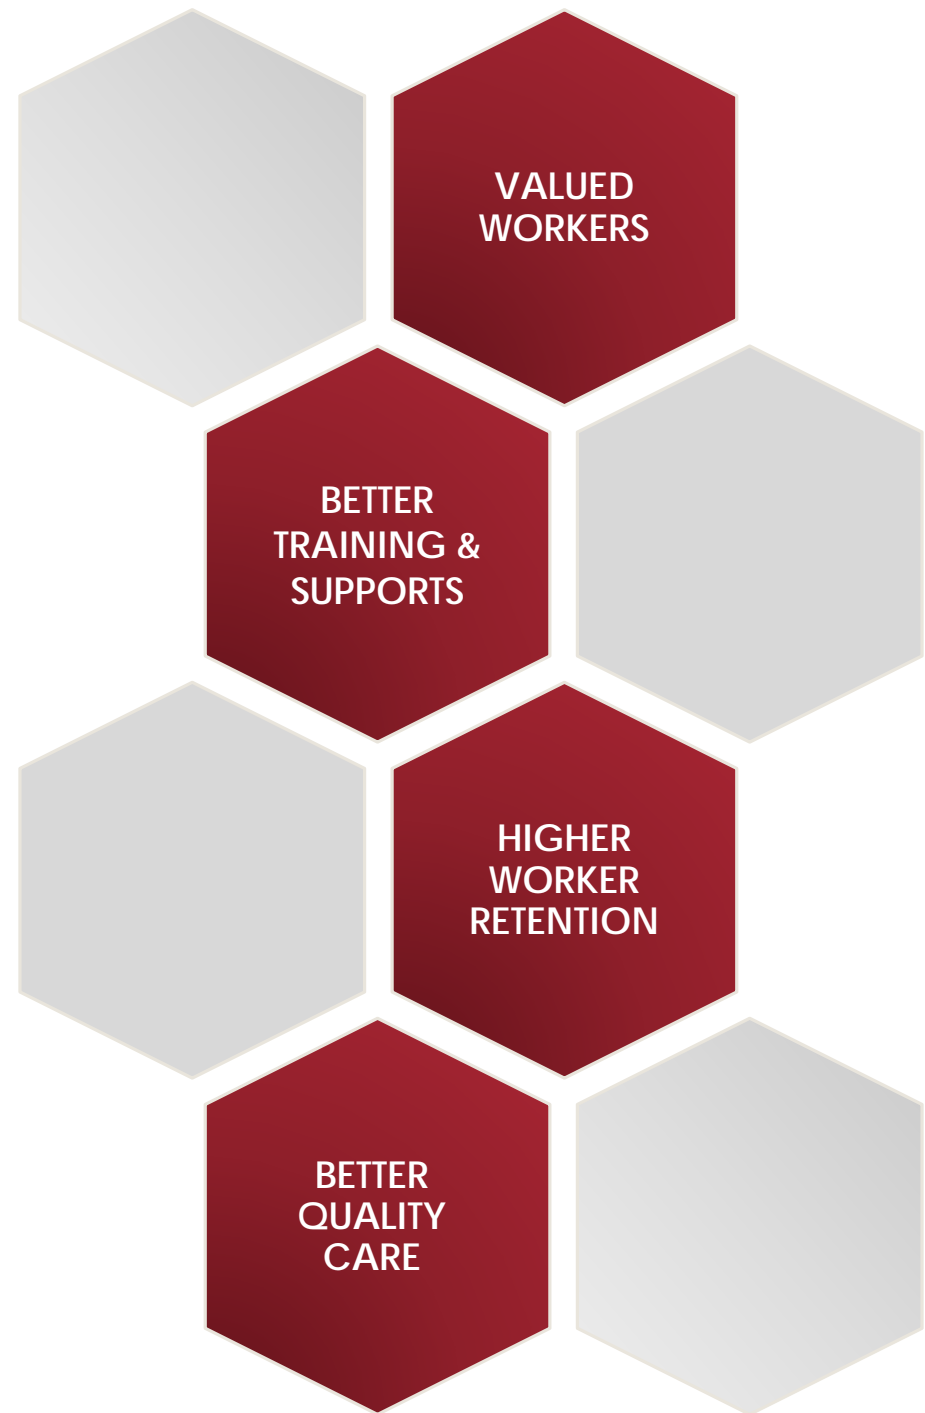 VALUED
WORKERS
BETTER
TRAINING &
SUPPORTS
HIGHER
WORKER
RETENTION
BETTER
QUALITY
CARE